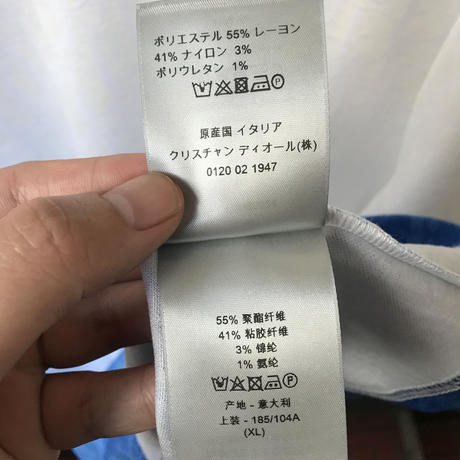 ポリエステル 55% レーヨン
41% ナイロン 3%
ポリウレタン 1%
原産国 イタリア
クリスチャン ディオール(株)
0120 02 1947
55% 聚酯纤维
41% 粘胶纤维
3% 锦纶
1% 氨纶
产地 - 意大利
上装 - 185/104A
(XL)